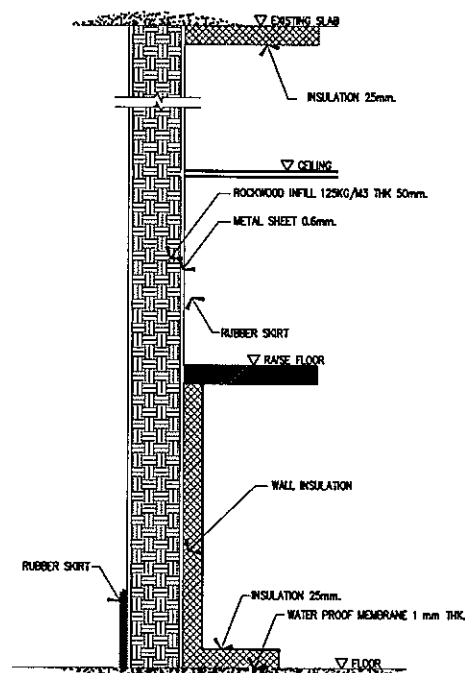 EXISTING SLAB
INSULATION 25mm.
CEILING
ROCKWOOD INFILL 125KG/M3 THK 50mm.
METAL SHEET 0.6mm.
RUBBER SKIRT
RAISE FLOOR
WALL INSULATION
RUBBER SKIRT
INSULATION 25mm.
WATER PROOF MEMBRANE 1 mm THK.
FLOOR